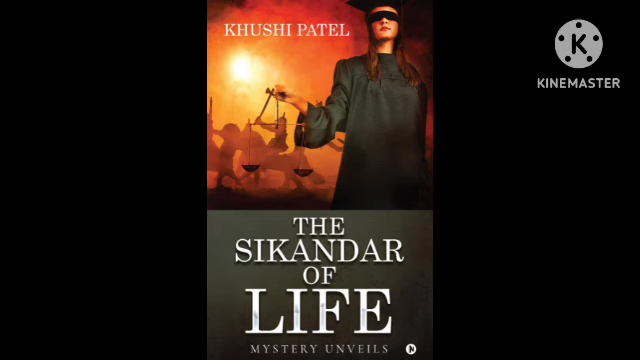 KHUSHI PATEL
K
KINEMASTER
THE
SIKANDAR
OF
LIFE
MYSTERY UNVEILS
N